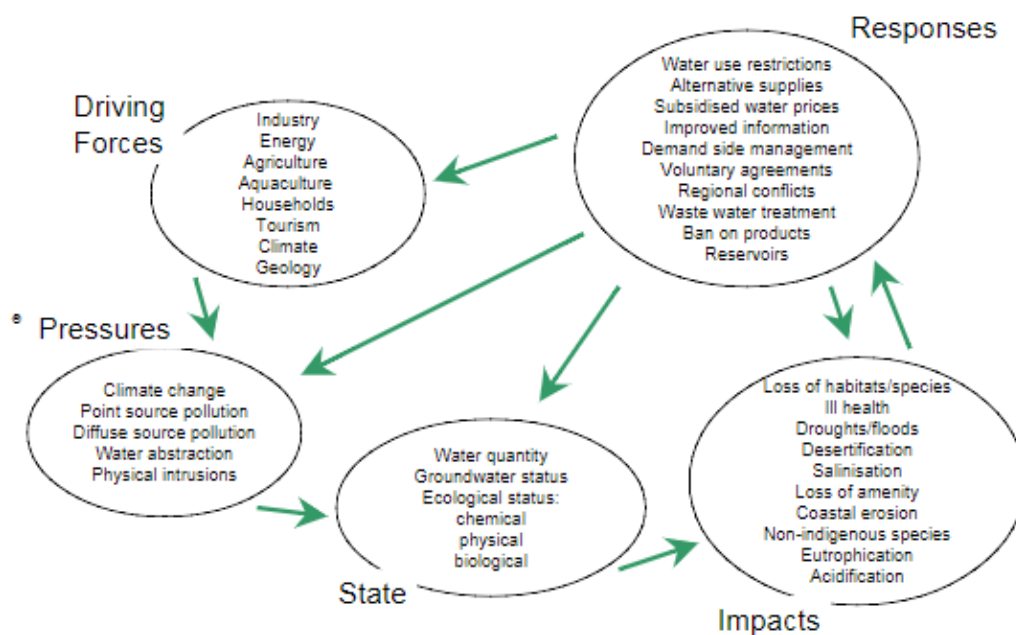 Responses
Water use restrictions
Alternative supplies
Subsidised water prices
Improved information
Demand side management
Voluntary agreements
Regional conflicts
Waste water treatment
Ban on products
Reservoirs
Driving
Forces
Industry
Energy
Agriculture
Aquaculture
Households
Tourism
Climate
Geology
Pressures
Climate change
Point source pollution
Diffuse source pollution
Water abstraction
Physical intrusions
Water quantity
Groundwater status
Ecological status:
chemical
physical
biological
State
Loss of habitats/species
Ill health
Droughts/floods
Desertification
Salinisation
Loss of amenity
Coastal erosion
Non-indigenous species
Eutrophication
Acidification
Impacts